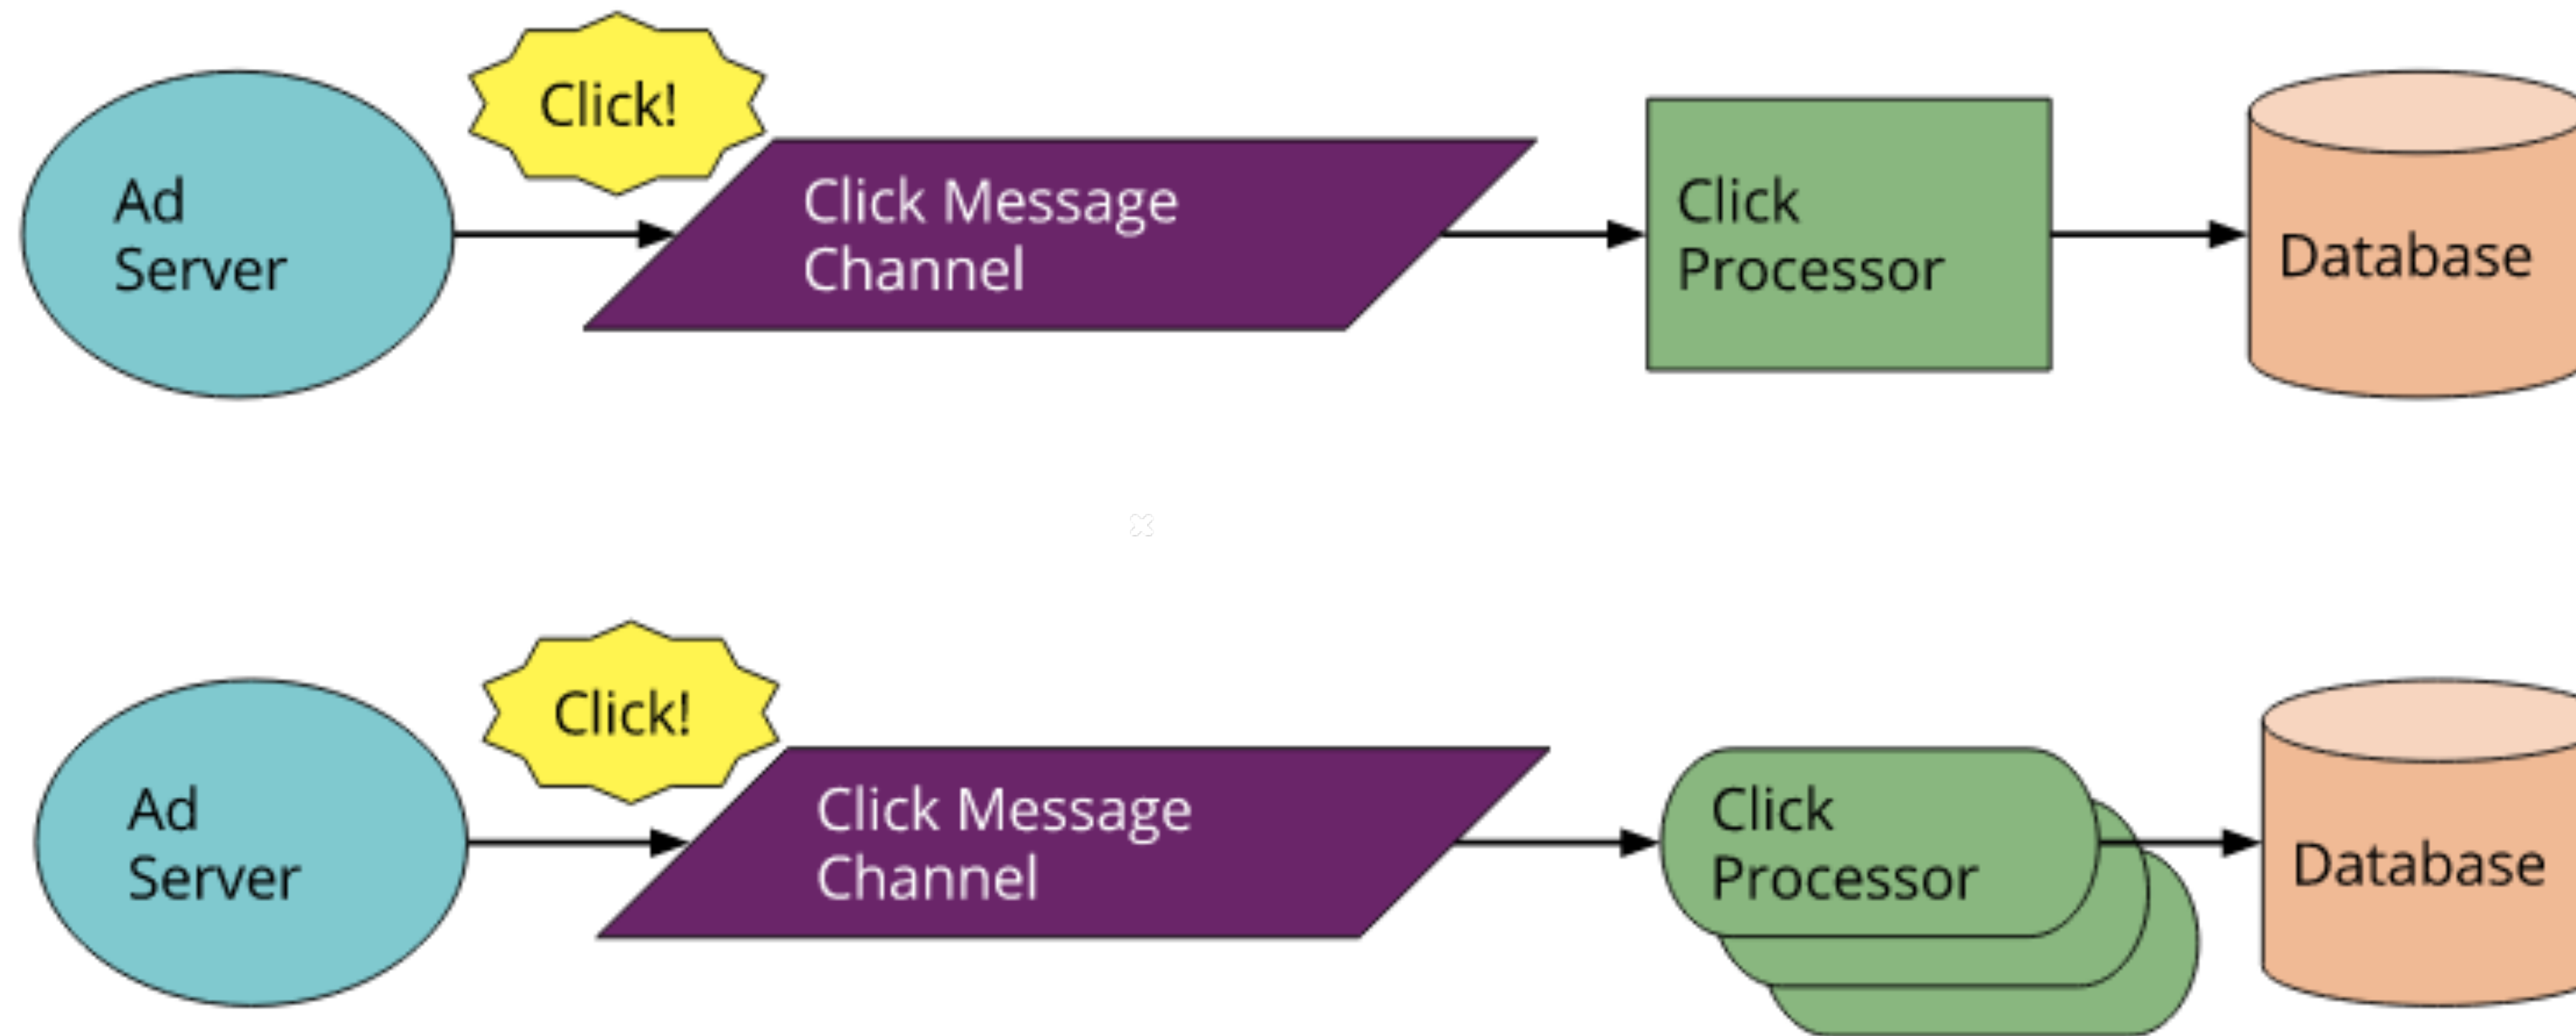 Click!
Ad
Server
Click Message
Channel
Click
Processor
Database
Click!
Ad
Server
Click Message
Channel
Click
Processor
Database